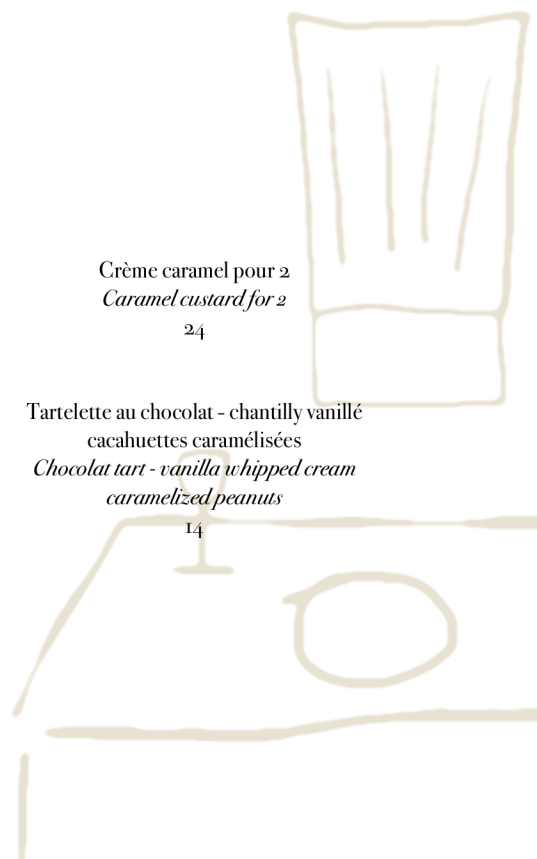 Crème caramel pour 2
Caramel custard for 2
24
Tartelette au chocolat - chantilly vanillé
cacahuettes caramélisées
Chocolat tart - vanilla whipped cream
caramelized peanuts
14